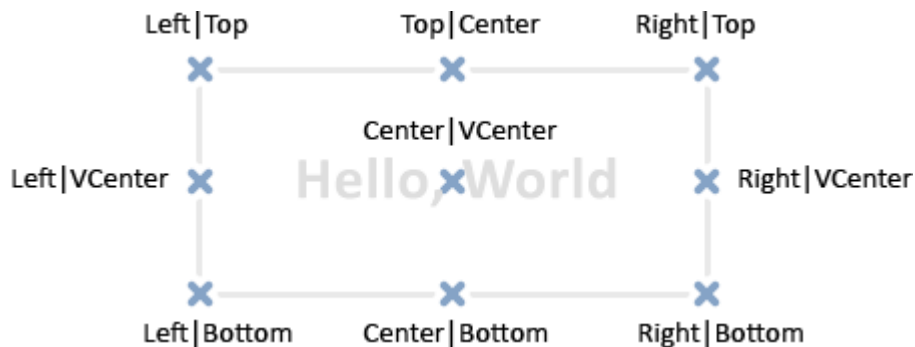 Left|Top Top|Center Right|Top
Center|VCenter
Left|VCenter Hello, World Right|VCenter
Left|Bottom Center|Bottom Right|Bottom